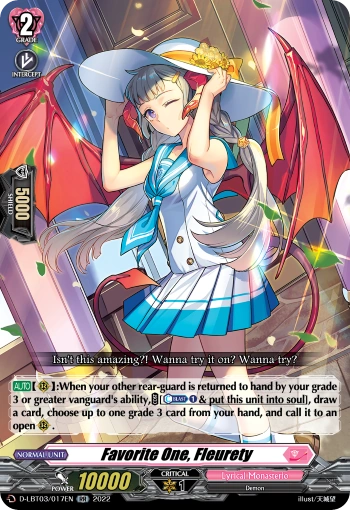 2
GRADE
INTERCEPT
5000
SHIELD
Isn't this amazing?! Wanna try it on? Wanna try?
AUTO[ RC ]:When your other rear-guard is returned to hand by your grade
3 or greater vanguard's ability, [ BLAST 1 & put this unit into soul], draw
a card, choose up to one grade 3 card from your hand, and call it to an
open RC .
NORMAL UNIT
Favorite One, Fleurety
POWER 10000
CRITICAL
1
Lyrical Monasterio
Demon
D-LBT03/017EN RR 2022
illust/天城望